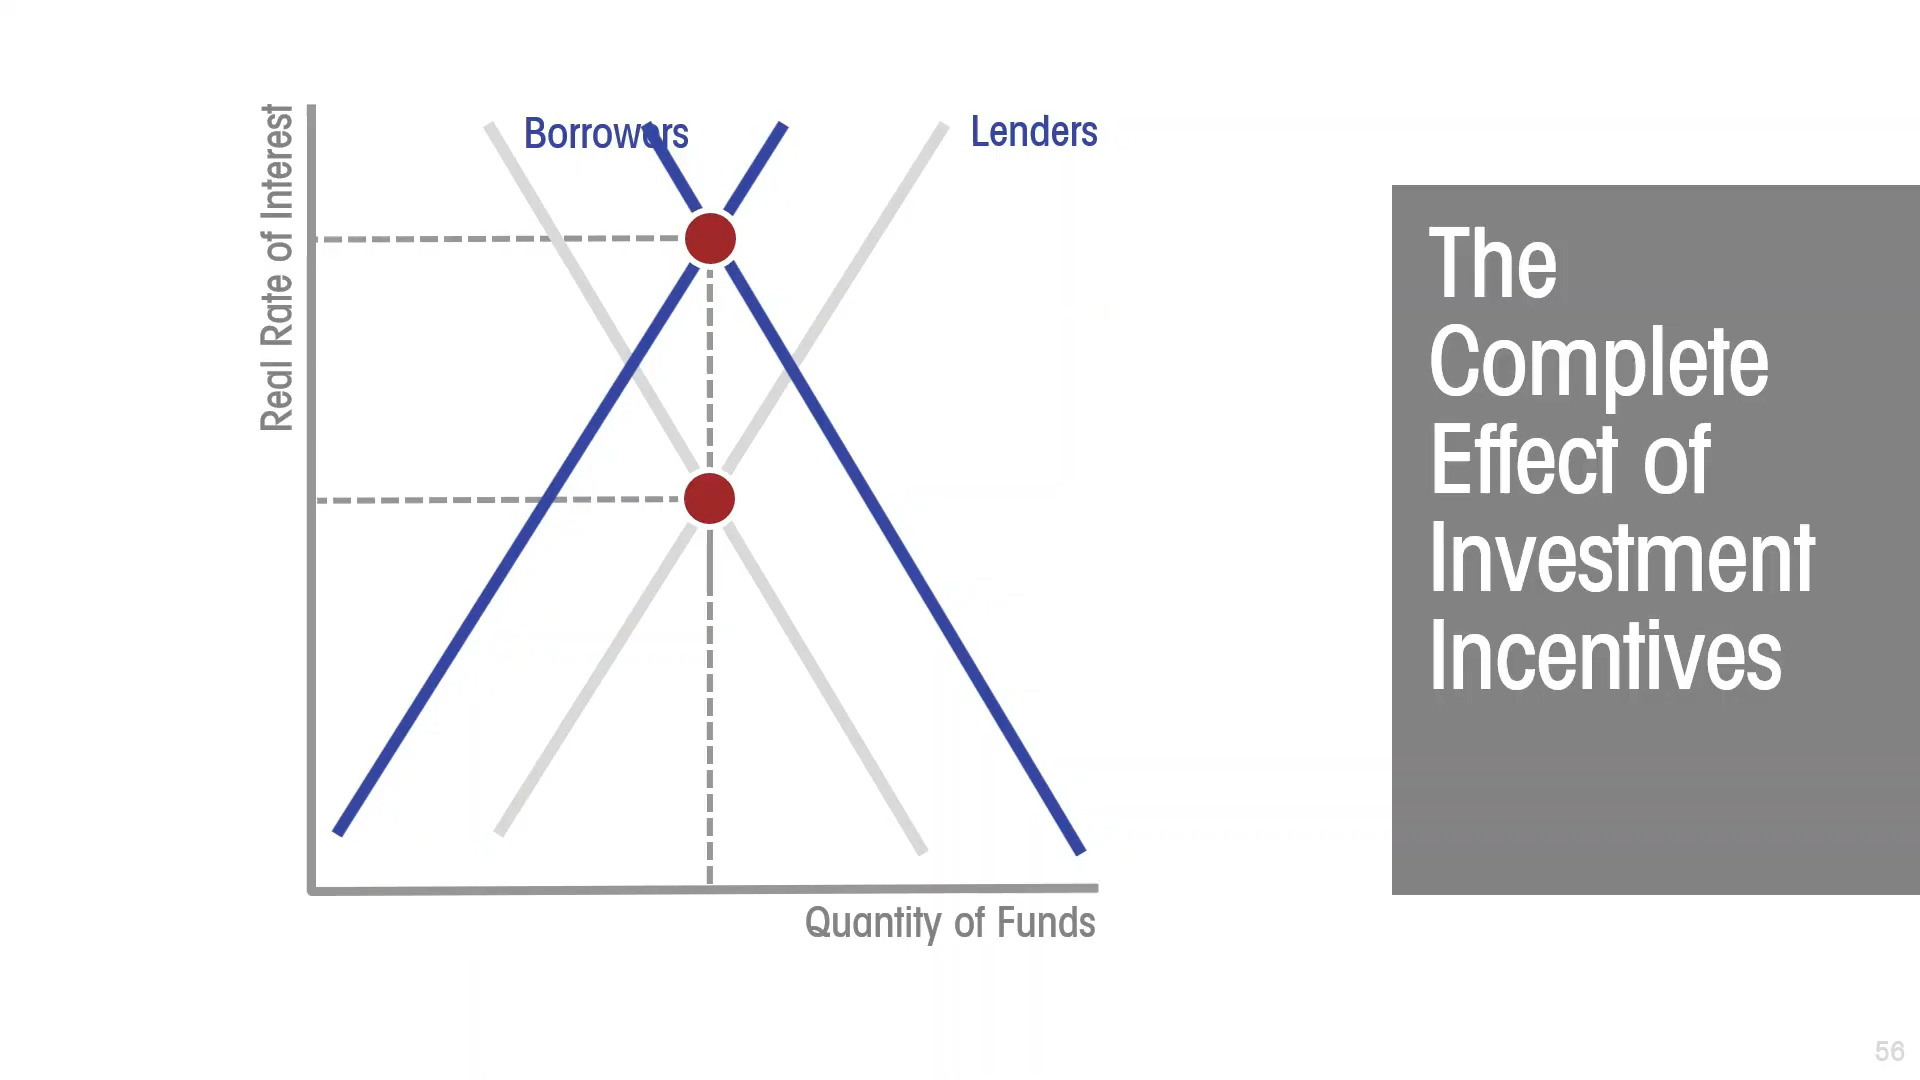 Real Rate of Interest
Borrowers
Lenders
Quantity of Funds
The
Complete
Effect of
Investment
Incentives
56